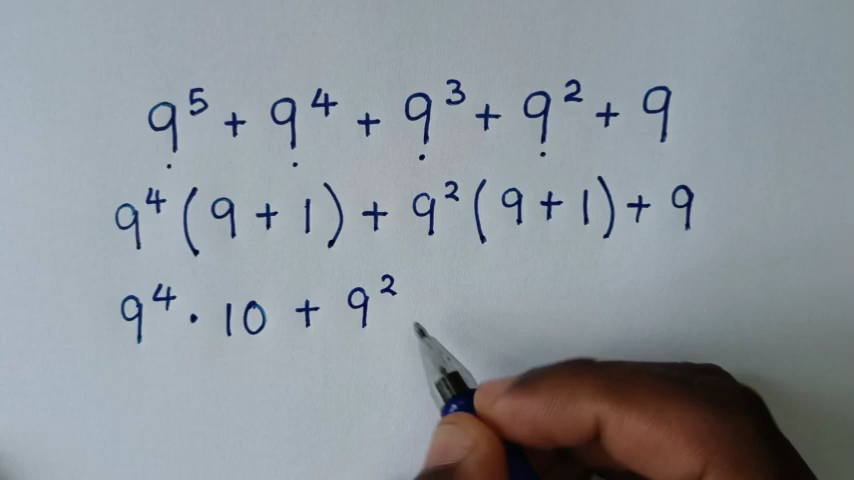 9⁵ + 9⁴ + 9³ + 9² + 9
9⁴ (9 + 1) + 9² (9 + 1) + 9
9⁴ · 10 + 9²